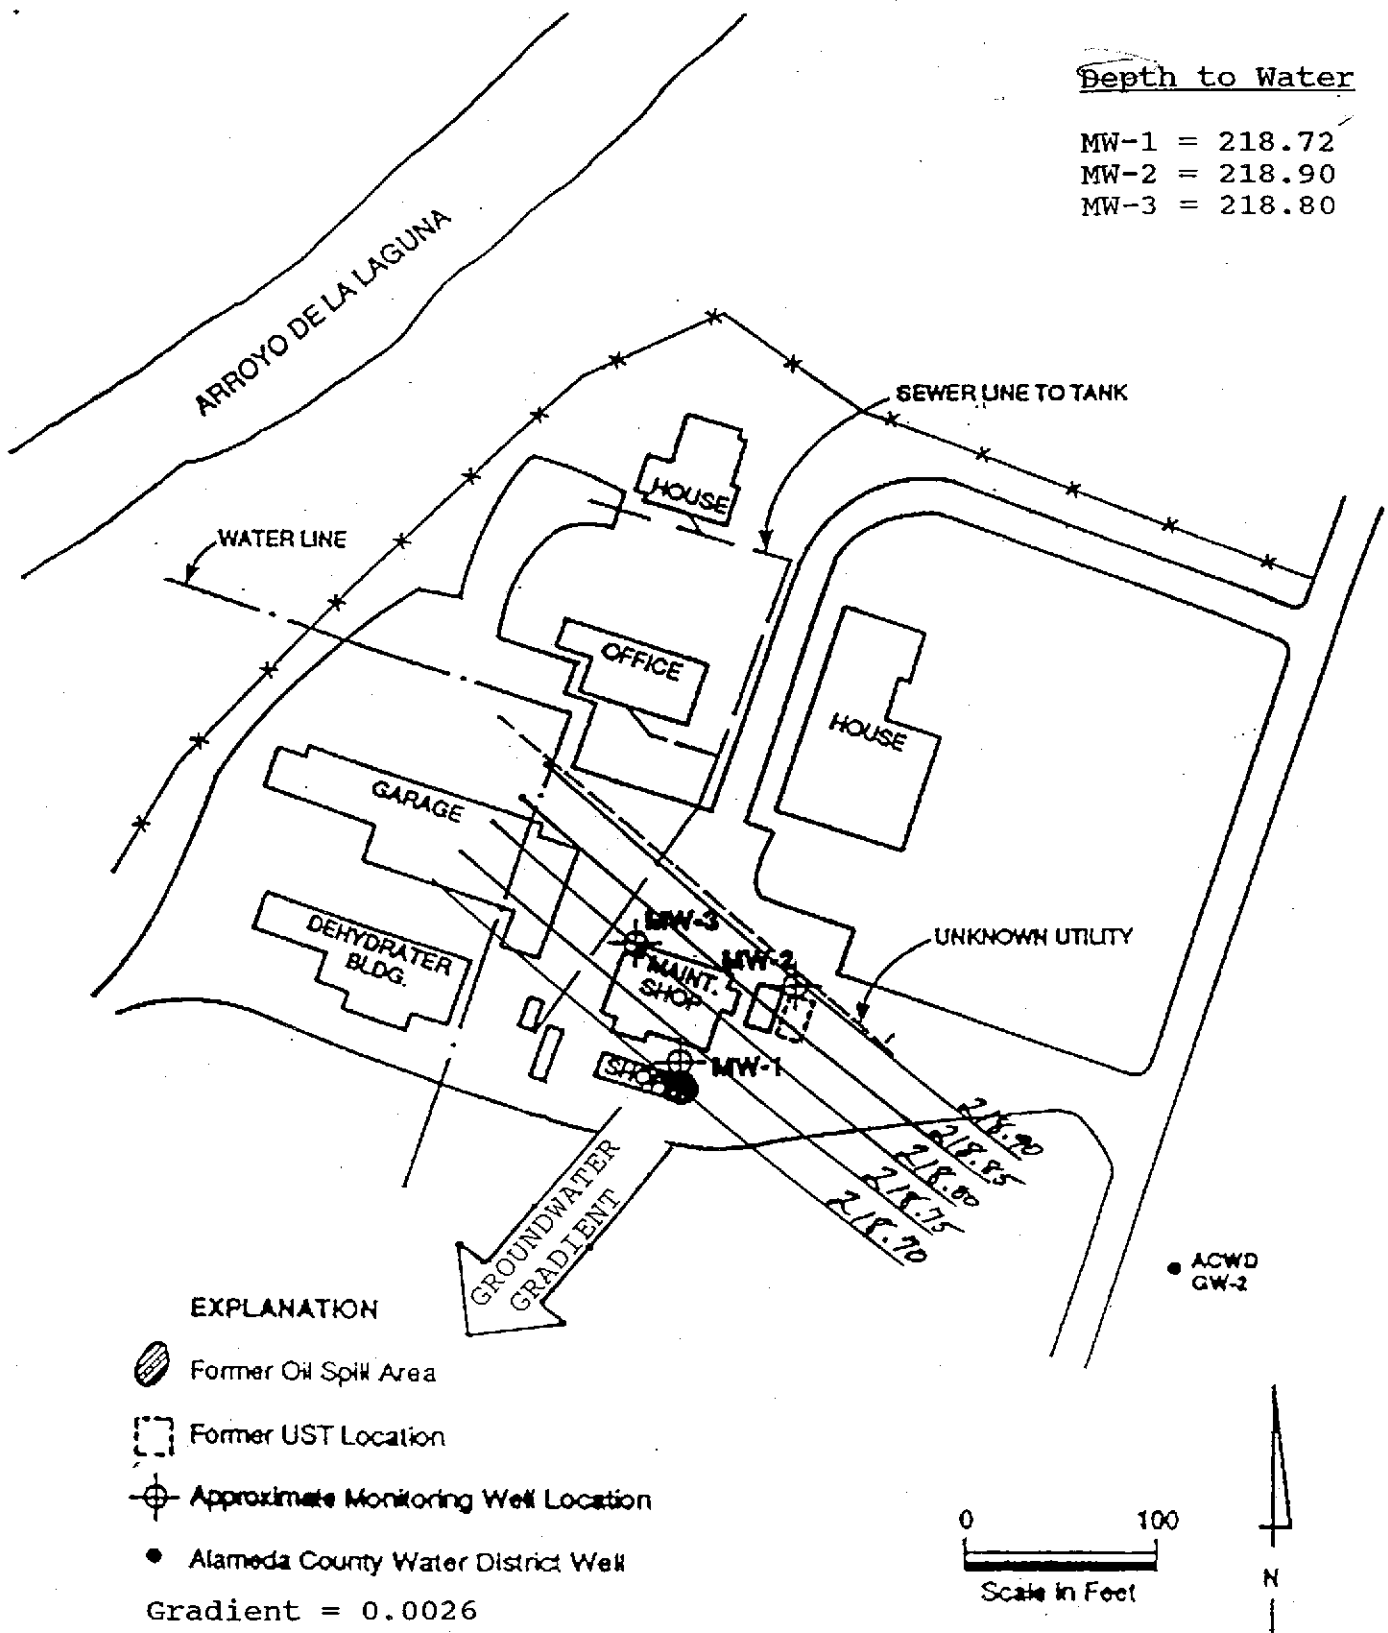 Depth to Water
MW-1 = 218.72
MW-2 = 218.90
MW-3 = 218.80
ARROYO DE LA LAGUNA
SEWER LINE TO TANK
HOUSE
WATER LINE
OFFICE
HOUSE
GARAGE
MW-3
DEHYDRATER
BLDG.
MW-2
UNKNOWN UTILITY
MAINT.
SHOP
MW-1
SHOP
218.90
218.85
218.80
218.75
218.70
GROUNDWATER
GRADIENT
ACWD
GW-2
EXPLANATION
Former Oil Spill Area
Former UST Location
Approximate Monitoring Well Location
Alameda County Water District Well
Gradient = 0.0026
0 100
Scale in Feet
N